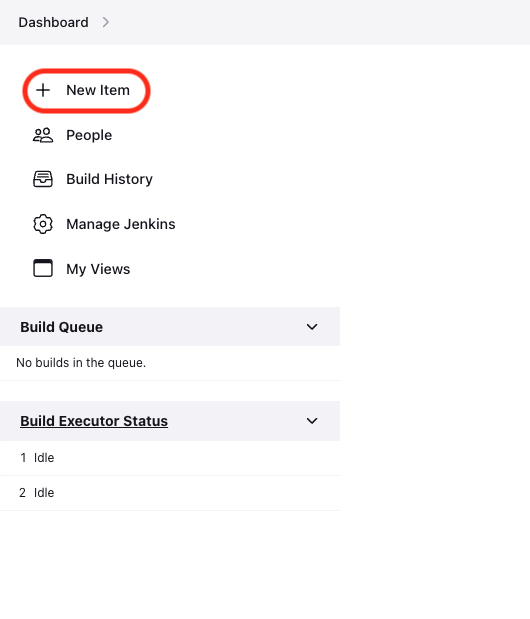 Dashboard
New Item
People
Build History
Manage Jenkins
My Views
Build Queue
No builds in the queue.
Build Executor Status
1 Idle
2 Idle